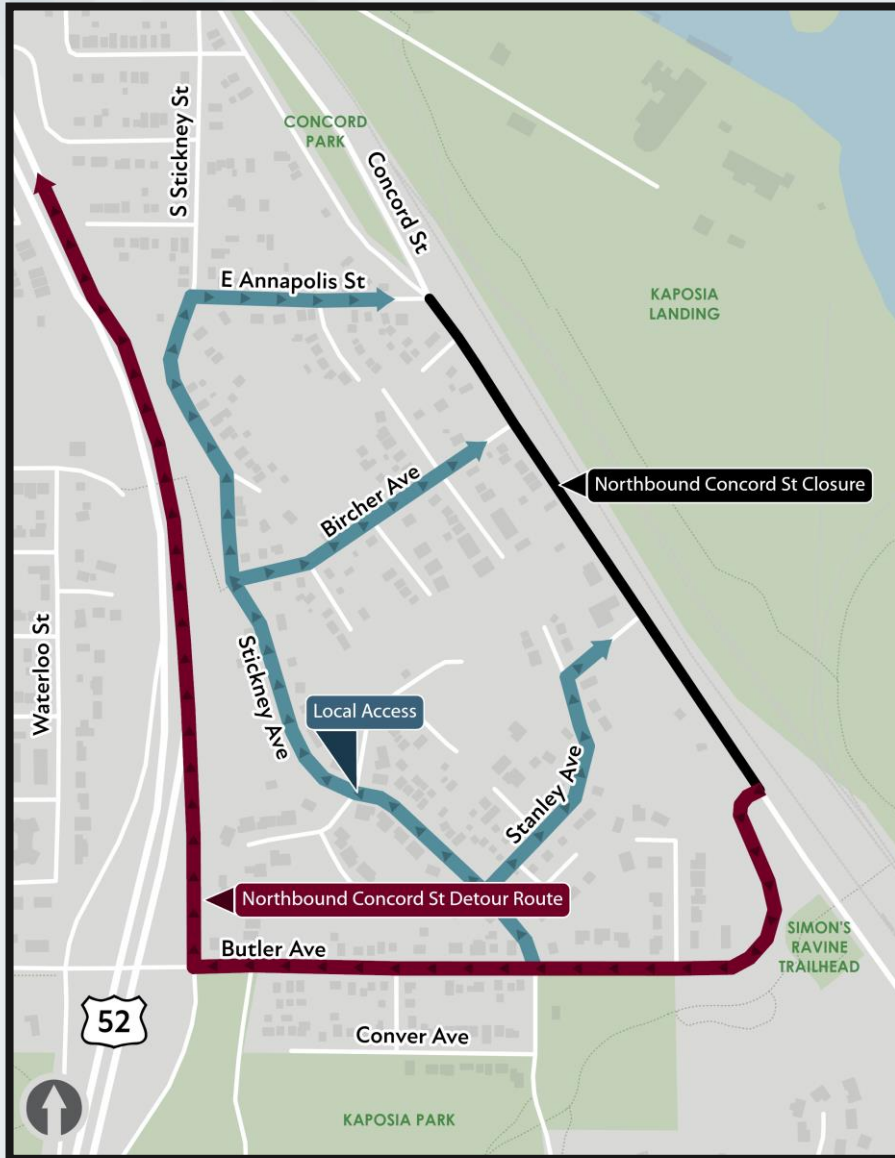 S Stickney St
CONCORD
PARK
Concord St
E Annapolis St
KAPOSIA
LANDING
Northbound Concord St Closure
Bircher Ave
Waterloo St
Stickney Ave
Local Access
Stanley Ave
Northbound Concord St Detour Route
Butler Ave
SIMON'S
RAVINE
TRAILHEAD
52
Conver Ave
KAPOSIA PARK